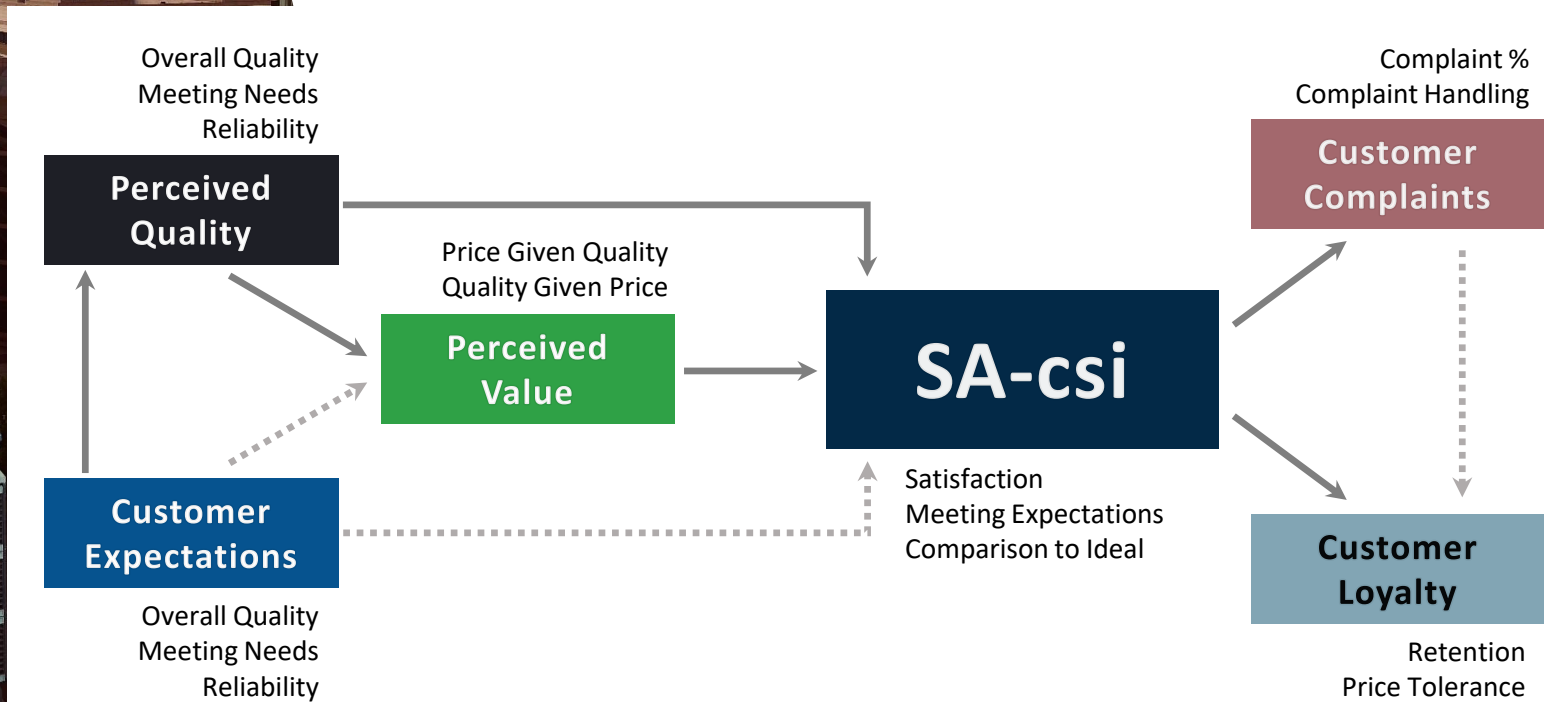 Overall Quality
Meeting Needs
Reliability
Perceived
Quality
Price Given Quality
Quality Given Price
Perceived
Value
Customer
Expectations
Overall Quality
Meeting Needs
Reliability
SA-csi
Satisfaction
Meeting Expectations
Comparison to Ideal
Complaint %
Complaint Handling
Customer
Complaints
Customer
Loyalty
Retention
Price Tolerance